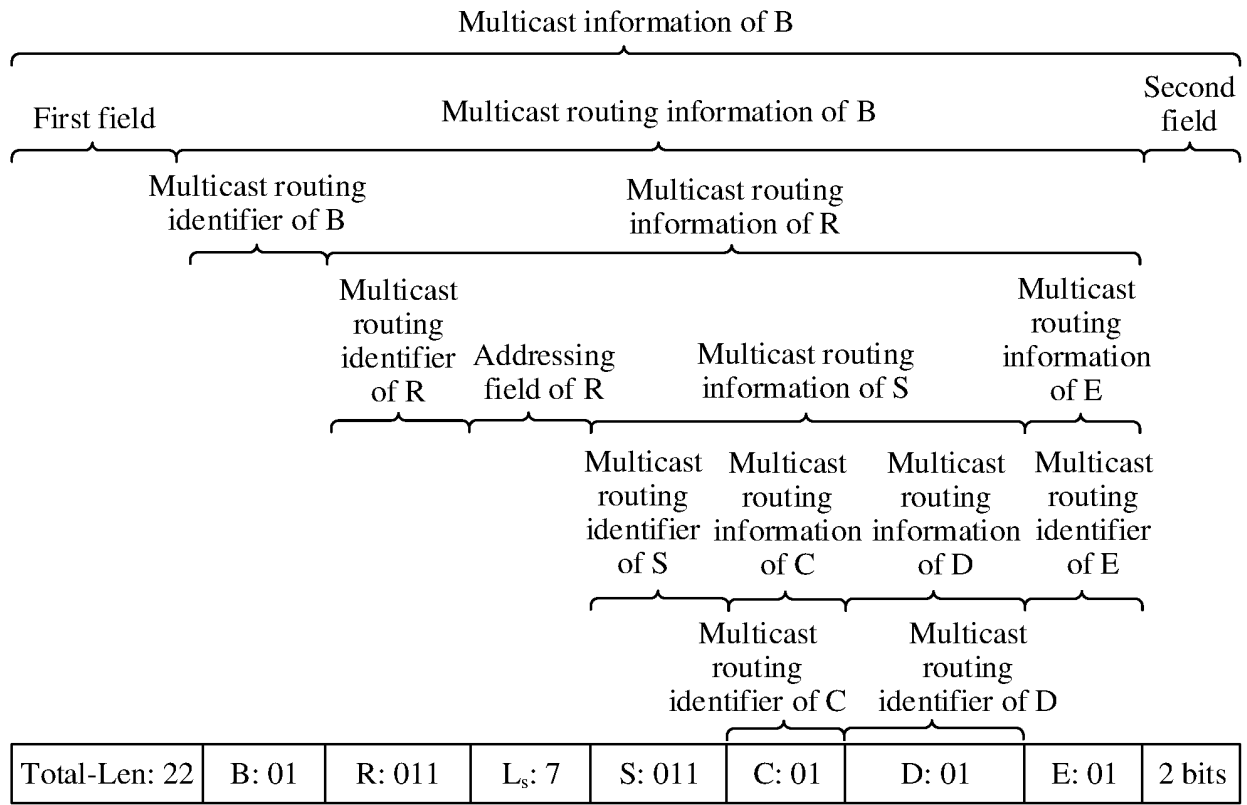 Multicast information of B
First field
Multicast routing information of B
Second
field
Multicast routing
identifier of B
Multicast routing
information of R
Multicast
routing
identifier
of R
Addressing
field of R
Multicast routing
information of S
Multicast
routing
information
of E
Multicast
routing
identifier
of S
Multicast
routing
information
of C
Multicast
routing
information
of D
Multicast
routing
identifier
of E
Multicast
routing
identifier of C
Multicast
routing
identifier of D
Total-Len: 22
B: 01
R: 011
Ls: 7
S: 011
C: 01
D: 01
E: 01
2 bits